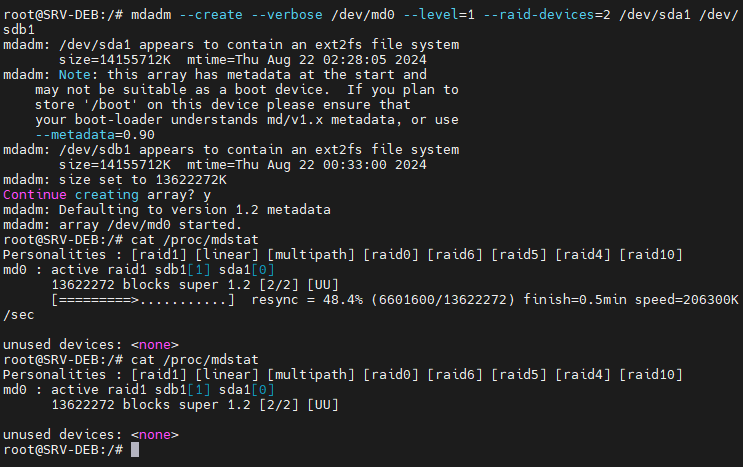 root@SRV-DEB:/# mdadm --create --verbose /dev/md0 --level=1 --raid-devices=2 /dev/sda1 /dev/
sdb1
mdadm: /dev/sda1 appears to contain an ext2fs file system
       size=14155712K  mtime=Thu Aug 22 02:28:05 2024
mdadm: Note: this array has metadata at the start and
    may not be suitable as a boot device.  If you plan to
    store '/boot' on this device please ensure that
    your boot-loader understands md/v1.x metadata, or use
    --metadata=0.90
mdadm: /dev/sdb1 appears to contain an ext2fs file system
       size=14155712K  mtime=Thu Aug 22 00:33:00 2024
mdadm: size set to 13622272K
Continue creating array? y
mdadm: Defaulting to version 1.2 metadata
mdadm: array /dev/md0 started.
root@SRV-DEB:/# cat /proc/mdstat
Personalities : [raid1] [linear] [multipath] [raid0] [raid6] [raid5] [raid4] [raid10]
md0 : active raid1 sdb1[1] sda1[0]
      13622272 blocks super 1.2 [2/2] [UU]
      [=========>...........]  resync = 48.4% (6601600/13622272) finish=0.5min speed=206300K
/sec

unused devices: <none>
root@SRV-DEB:/# cat /proc/mdstat
Personalities : [raid1] [linear] [multipath] [raid0] [raid6] [raid5] [raid4] [raid10]
md0 : active raid1 sdb1[1] sda1[0]
      13622272 blocks super 1.2 [2/2] [UU]

unused devices: <none>
root@SRV-DEB:/#